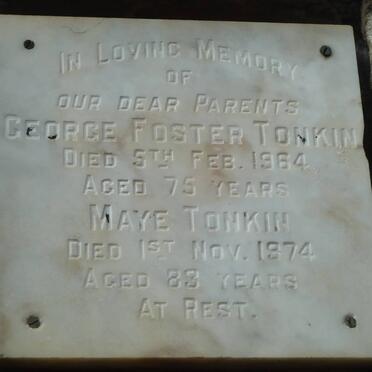 In Loving Memory
of
our dear Parents
George Foster Tonkin
Died 5th Feb. 1964
Aged 75 years
Maye Tonkin
Died 1st Nov. 1974
Aged 83 years
At Rest.